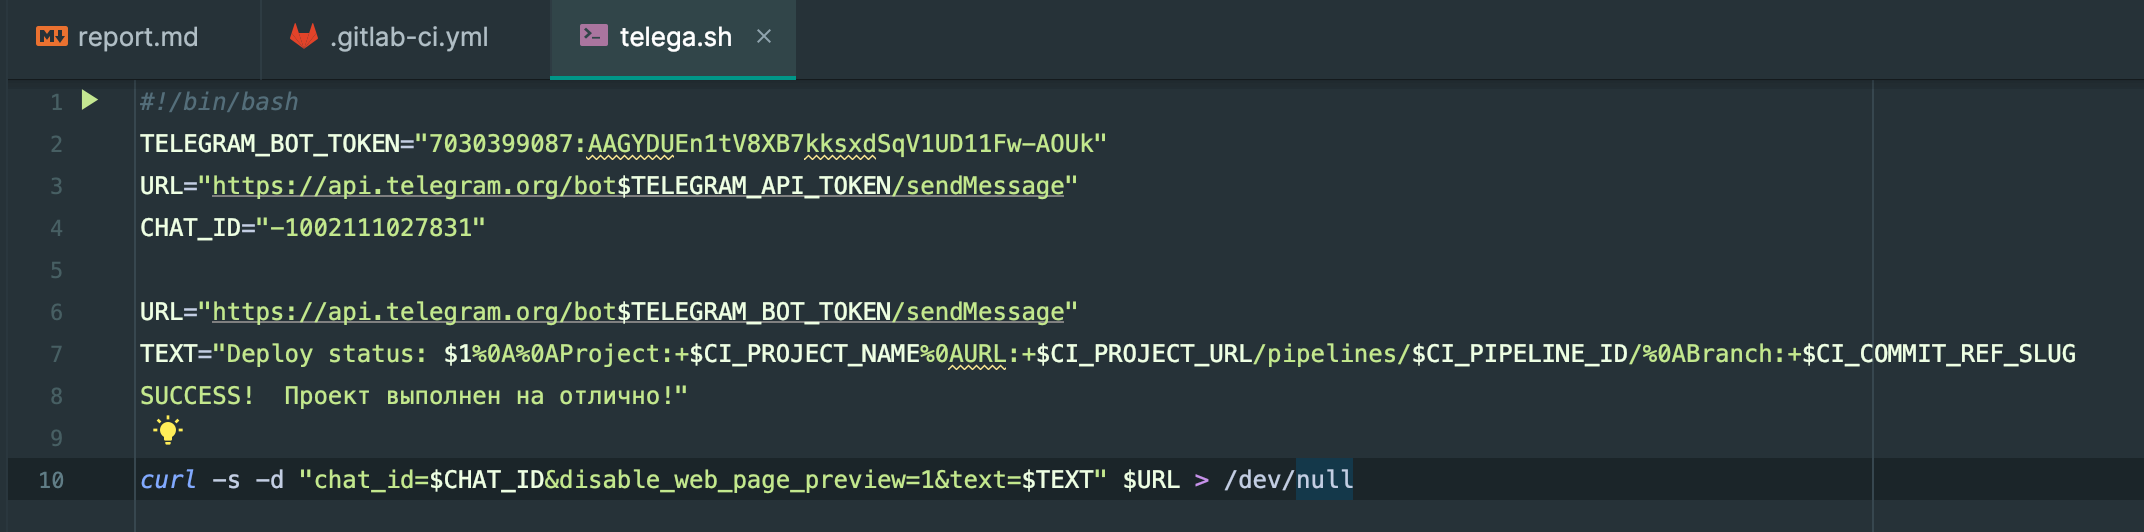 report.md .gitlab-ci.yml telega.sh ×
1 #!/bin/bash
2 TELEGRAM_BOT_TOKEN="7030399087:AAGYDUEn1tV8XB7kksxdSqV1UD11Fw-AOUk"
3 URL="https://api.telegram.org/bot$TELEGRAM_API_TOKEN/sendMessage"
4 CHAT_ID="-1002111027831"
5
6 URL="https://api.telegram.org/bot$TELEGRAM_BOT_TOKEN/sendMessage"
7 TEXT="Deploy status: $1%0A%0AProject:+$CI_PROJECT_NAME%0AURL:+$CI_PROJECT_URL/pipelines/$CI_PIPELINE_ID/%0ABranch:+$CI_COMMIT_REF_SLUG
8 SUCCESS!  Проект выполнен на отлично!"
9
10 curl -s -d "chat_id=$CHAT_ID&disable_web_page_preview=1&text=$TEXT" $URL > /dev/null